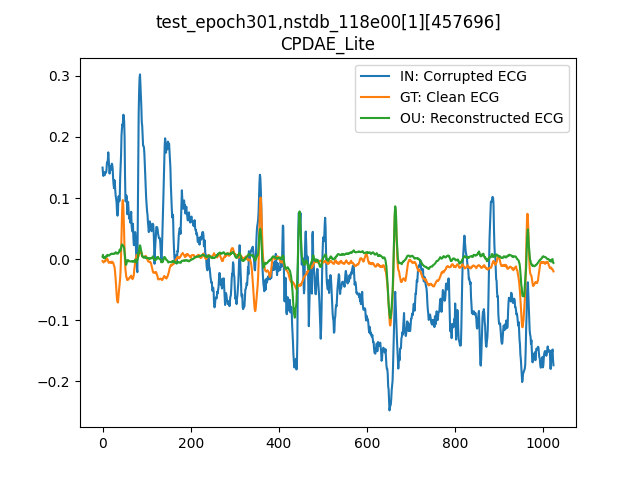 test_epoch301,nstdb_118e00[1][457696]
CPDAE_Lite
IN: Corrupted ECG
GT: Clean ECG
OU: Reconstructed ECG
0.3
0.2
0.1
0.0
−0.1
−0.2
0 200 400 600 800 1000